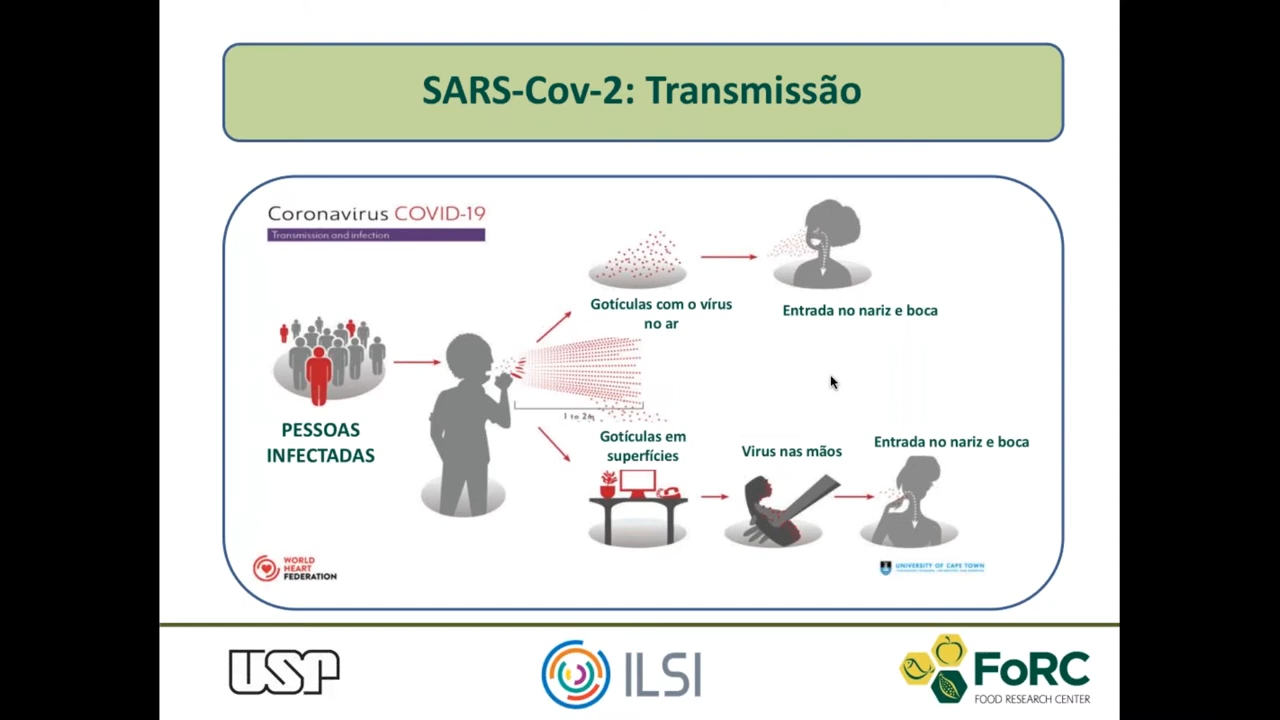 SARS-Cov-2: Transmissão
Coronavirus COVID-19
Transmission and infection
Gotículas com o vírus
no ar
Entrada no nariz e boca
PESSOAS
INFECTADAS
1 to 2m
Gotículas em
superfícies
Virus nas mãos
Entrada no nariz e boca
WORLD
HEART
FEDERATION
UNIVERSITY OF CAPE TOWN
USP
ILSI
FoRC
FOOD RESEARCH CENTER